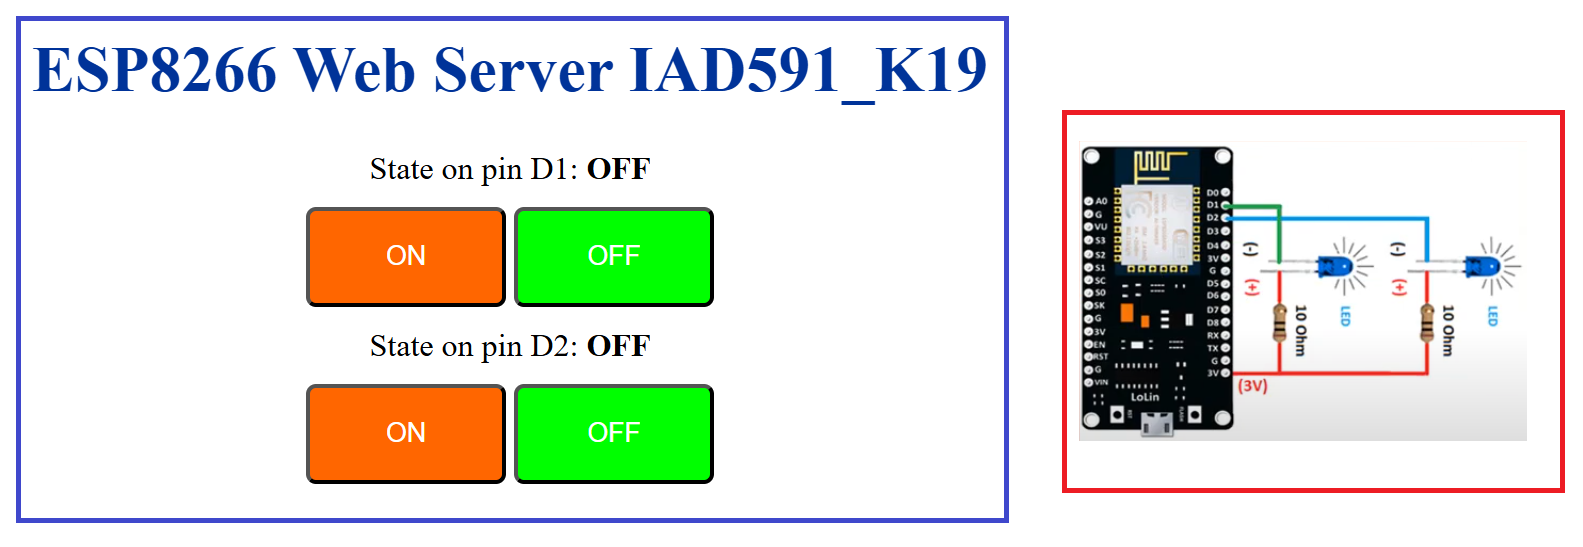 ESP8266 Web Server IAD591_K19
State on pin D1: OFF
ON
OFF
State on pin D2: OFF
ON
OFF
A0
G
VU
S3
S2
S1
SC
S0
SK
G
3V
EN
RST
G
VIN
D0
D1
D2
D3
D4
3V
G
D5
D6
D7
D8
RX
TX
G
3V
LoLin
RST
FLASH
(-)
(+)
10 Ohm
LED
(-)
(+)
10 Ohm
LED
(3V)